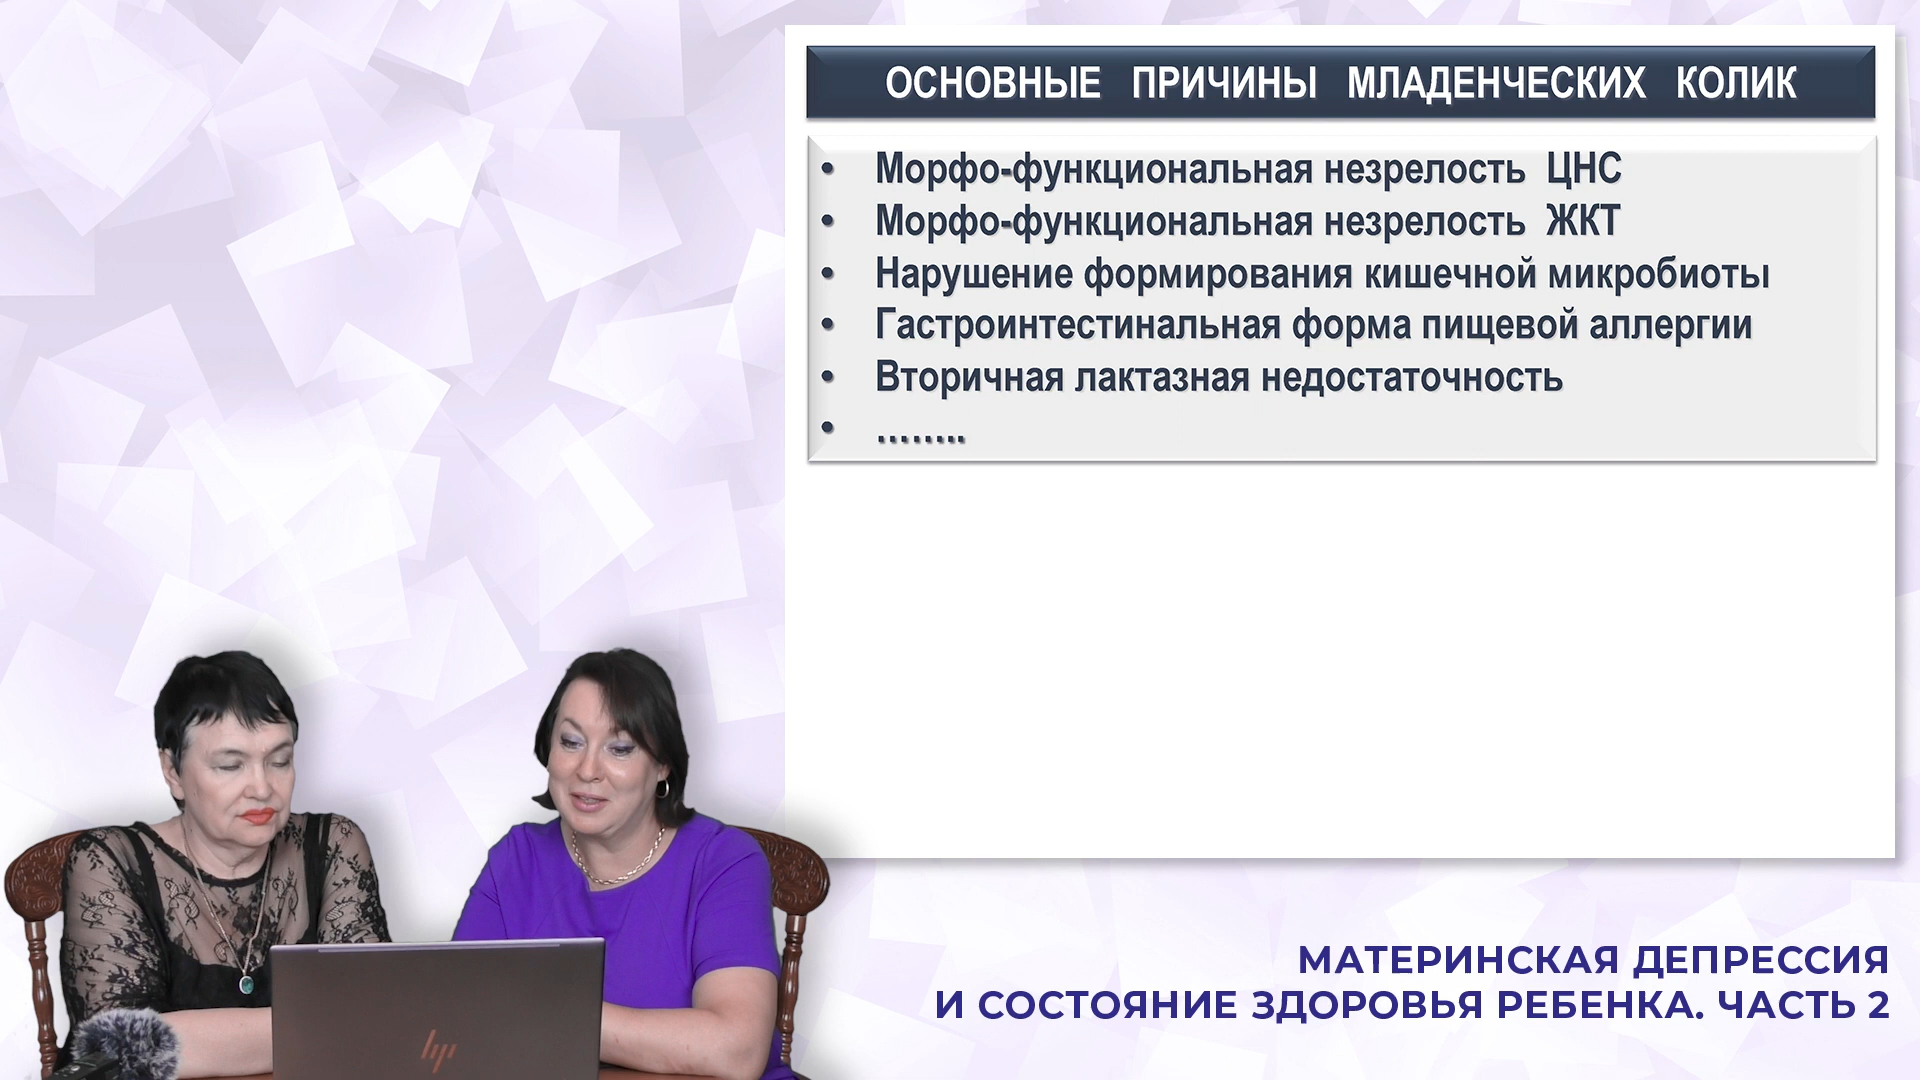 ОСНОВНЫЕ ПРИЧИНЫ МЛАДЕНЧЕСКИХ КОЛИК
• Морфо-функциональная незрелость ЦНС
• Морфо-функциональная незрелость ЖКТ
• Нарушение формирования кишечной микробиоты
• Гастроинтестинальная форма пищевой аллергии
• Вторичная лактазная недостаточность
• ........
hp
МАТЕРИНСКАЯ ДЕПРЕССИЯ
И СОСТОЯНИЕ ЗДОРОВЬЯ РЕБЕНКА. ЧАСТЬ 2